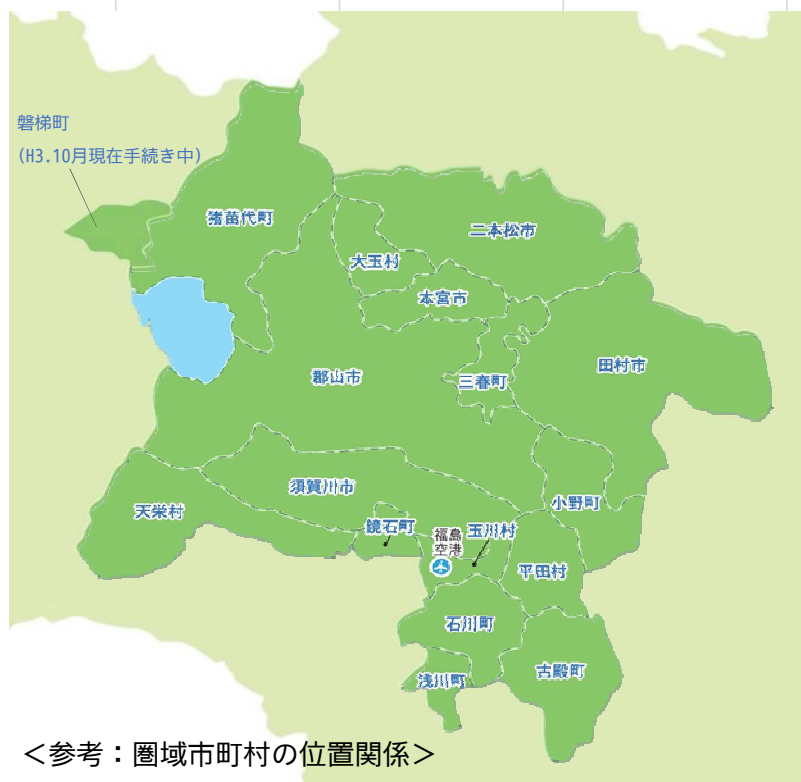 磐梯町
(H3.10月現在手続き中)
猪苗代町
二本松市
大玉村
本宮市
田村市
郡山市
三春町
須賀川市
小野町
天栄村
鏡石町
福島
空港
玉川村
平田村
石川町
古殿町
浅川町
＜参考：圏域市町村の位置関係＞